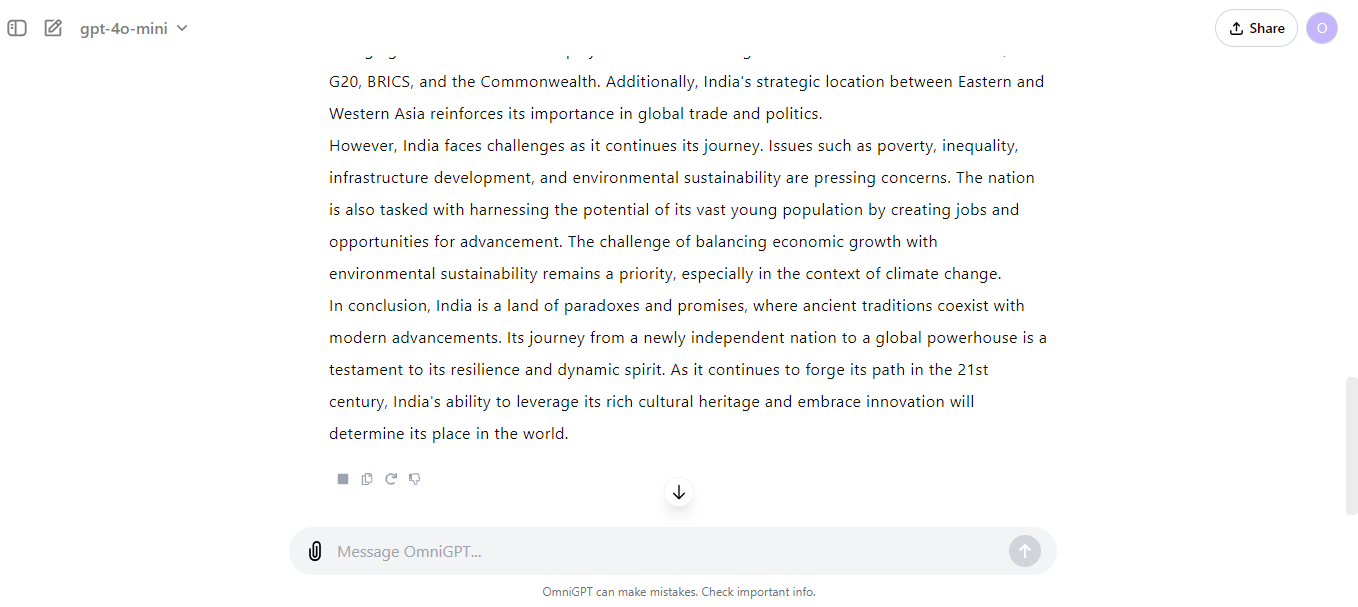 gpt-4o-mini
Share
O
G20, BRICS, and the Commonwealth. Additionally, India's strategic location between Eastern and
Western Asia reinforces its importance in global trade and politics.
However, India faces challenges as it continues its journey. Issues such as poverty, inequality,
infrastructure development, and environmental sustainability are pressing concerns. The nation
is also tasked with harnessing the potential of its vast young population by creating jobs and
opportunities for advancement. The challenge of balancing economic growth with
environmental sustainability remains a priority, especially in the context of climate change.
In conclusion, India is a land of paradoxes and promises, where ancient traditions coexist with
modern advancements. Its journey from a newly independent nation to a global powerhouse is a
testament to its resilience and dynamic spirit. As it continues to forge its path in the 21st
century, India's ability to leverage its rich cultural heritage and embrace innovation will
determine its place in the world.
Message OmniGPT...
OmniGPT can make mistakes. Check important info.